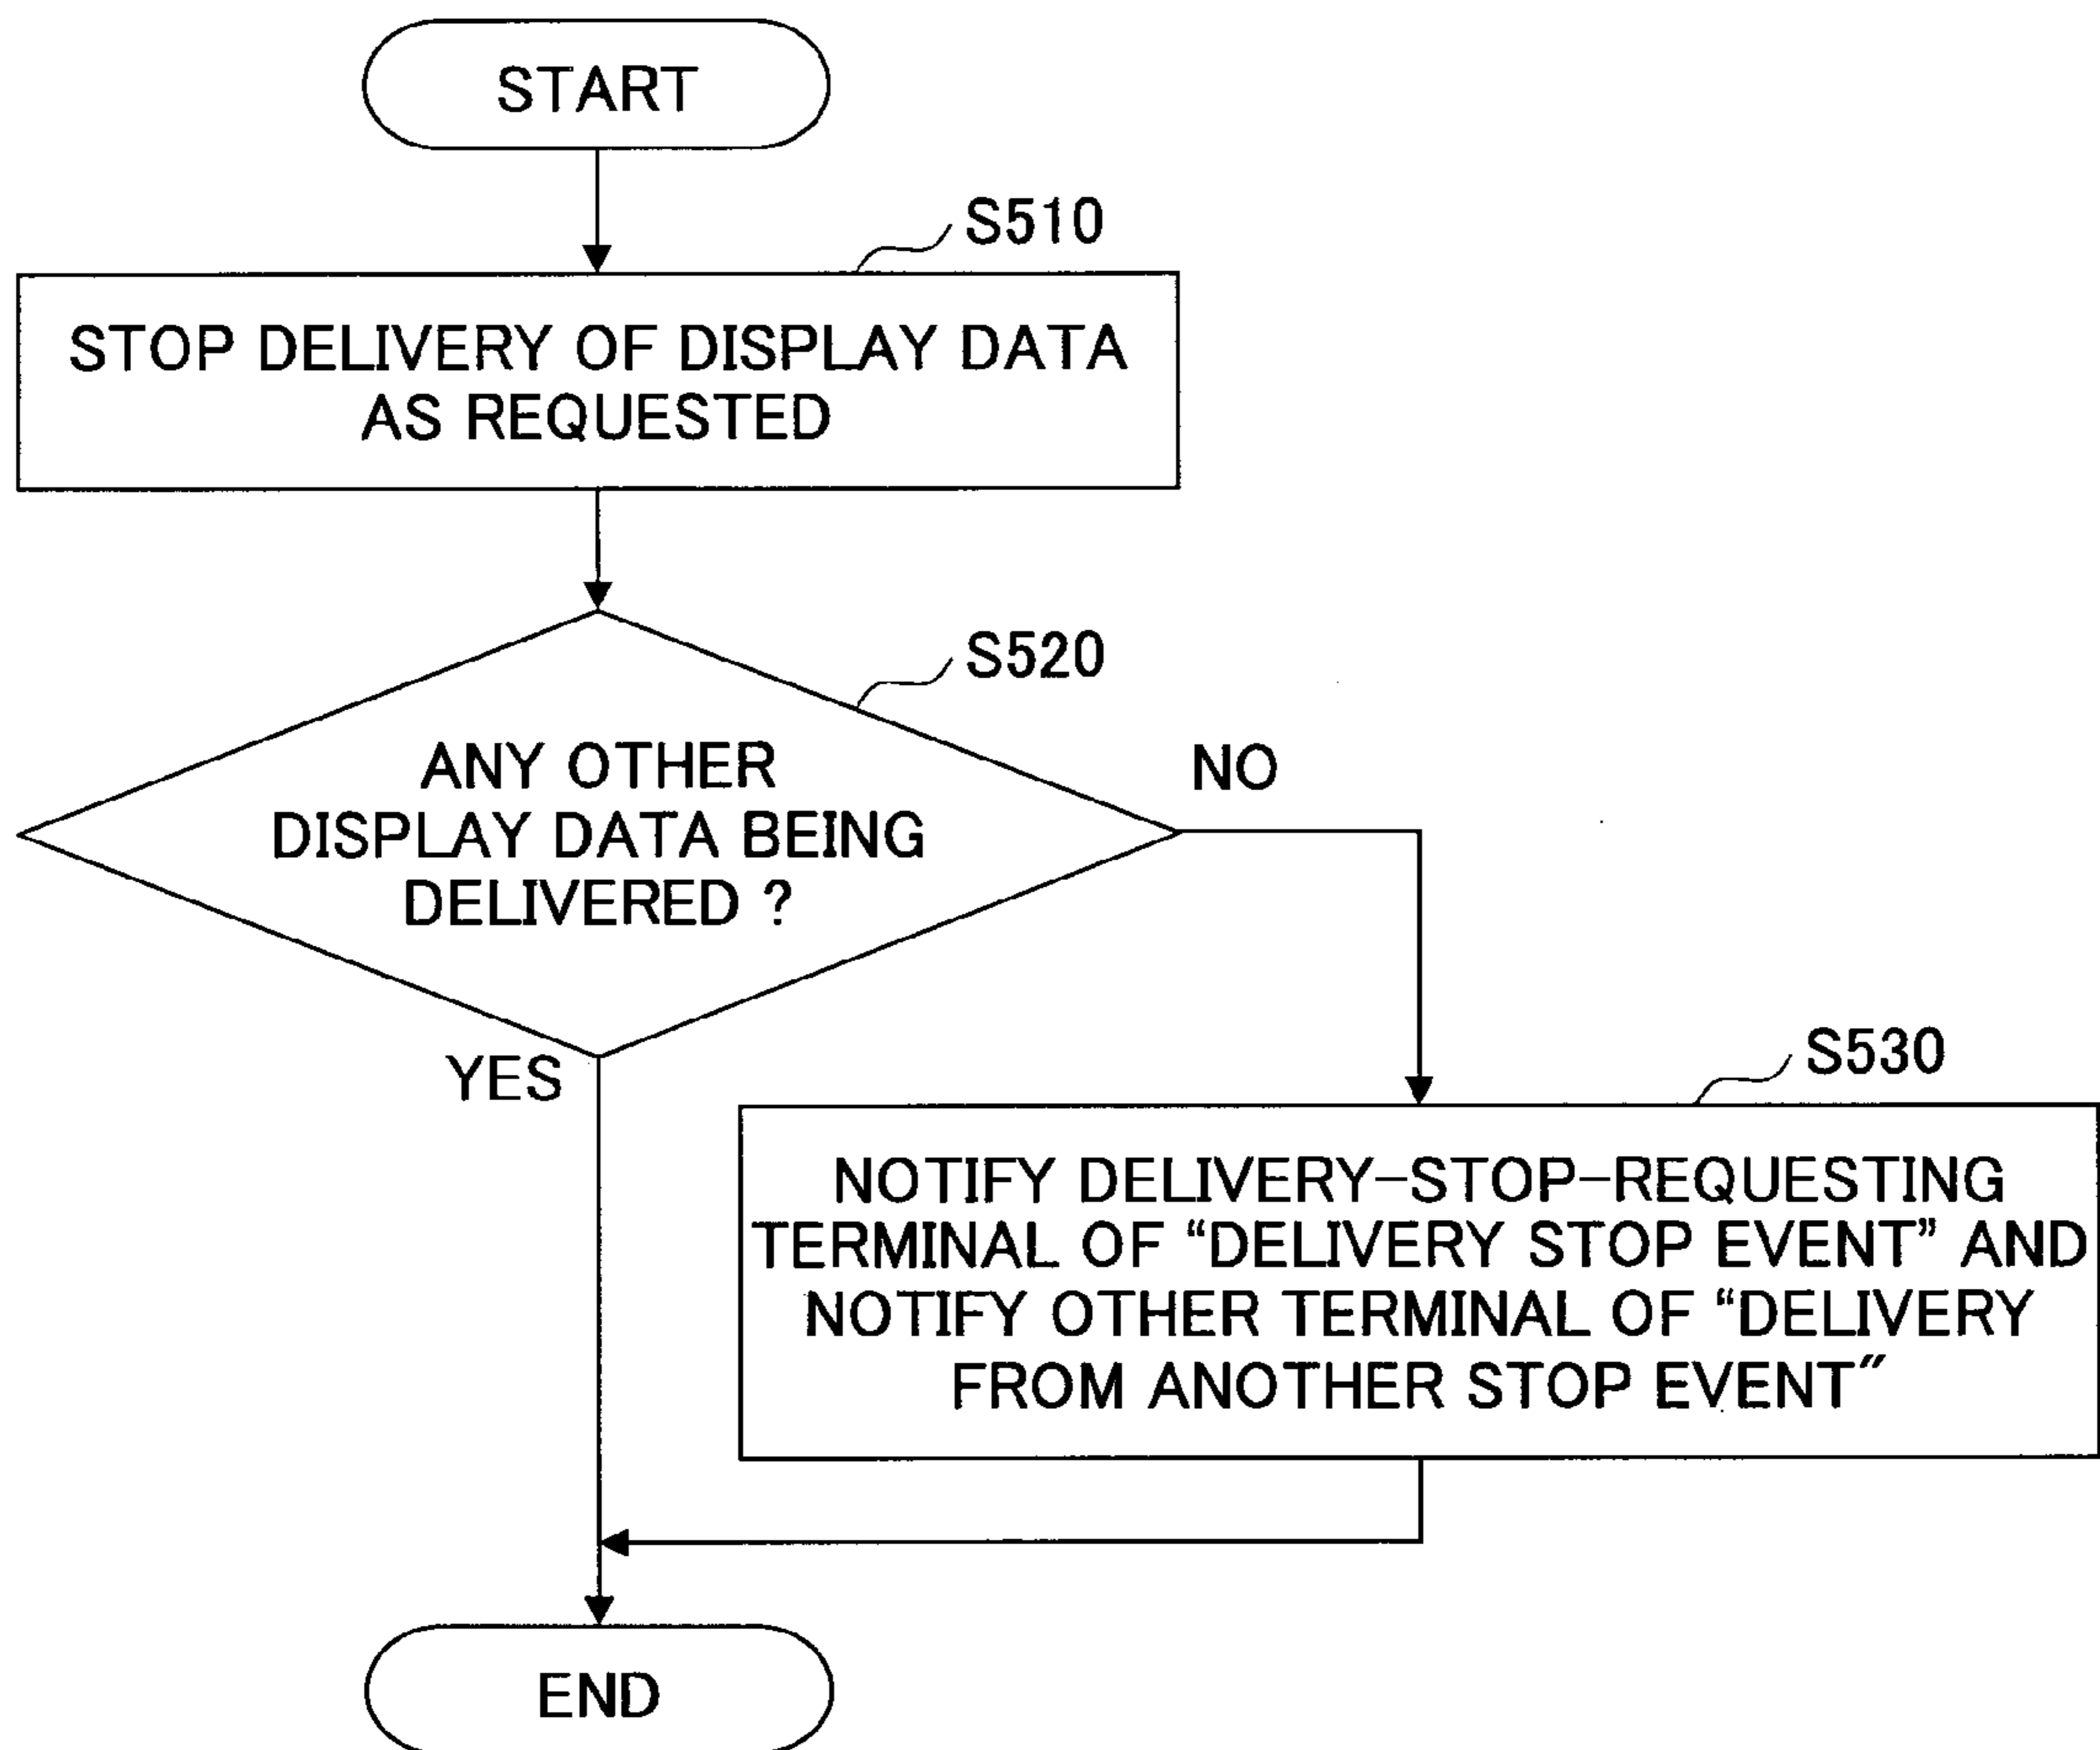 START
S510
STOP DELIVERY OF DISPLAY DATA
AS REQUESTED
S520
ANY OTHER
DISPLAY DATA BEING
DELIVERED ?
NO
YES
S530
NOTIFY DELIVERY-STOP-REQUESTING
TERMINAL OF “DELIVERY STOP EVENT” AND
NOTIFY OTHER TERMINAL OF “DELIVERY
FROM ANOTHER STOP EVENT”
END